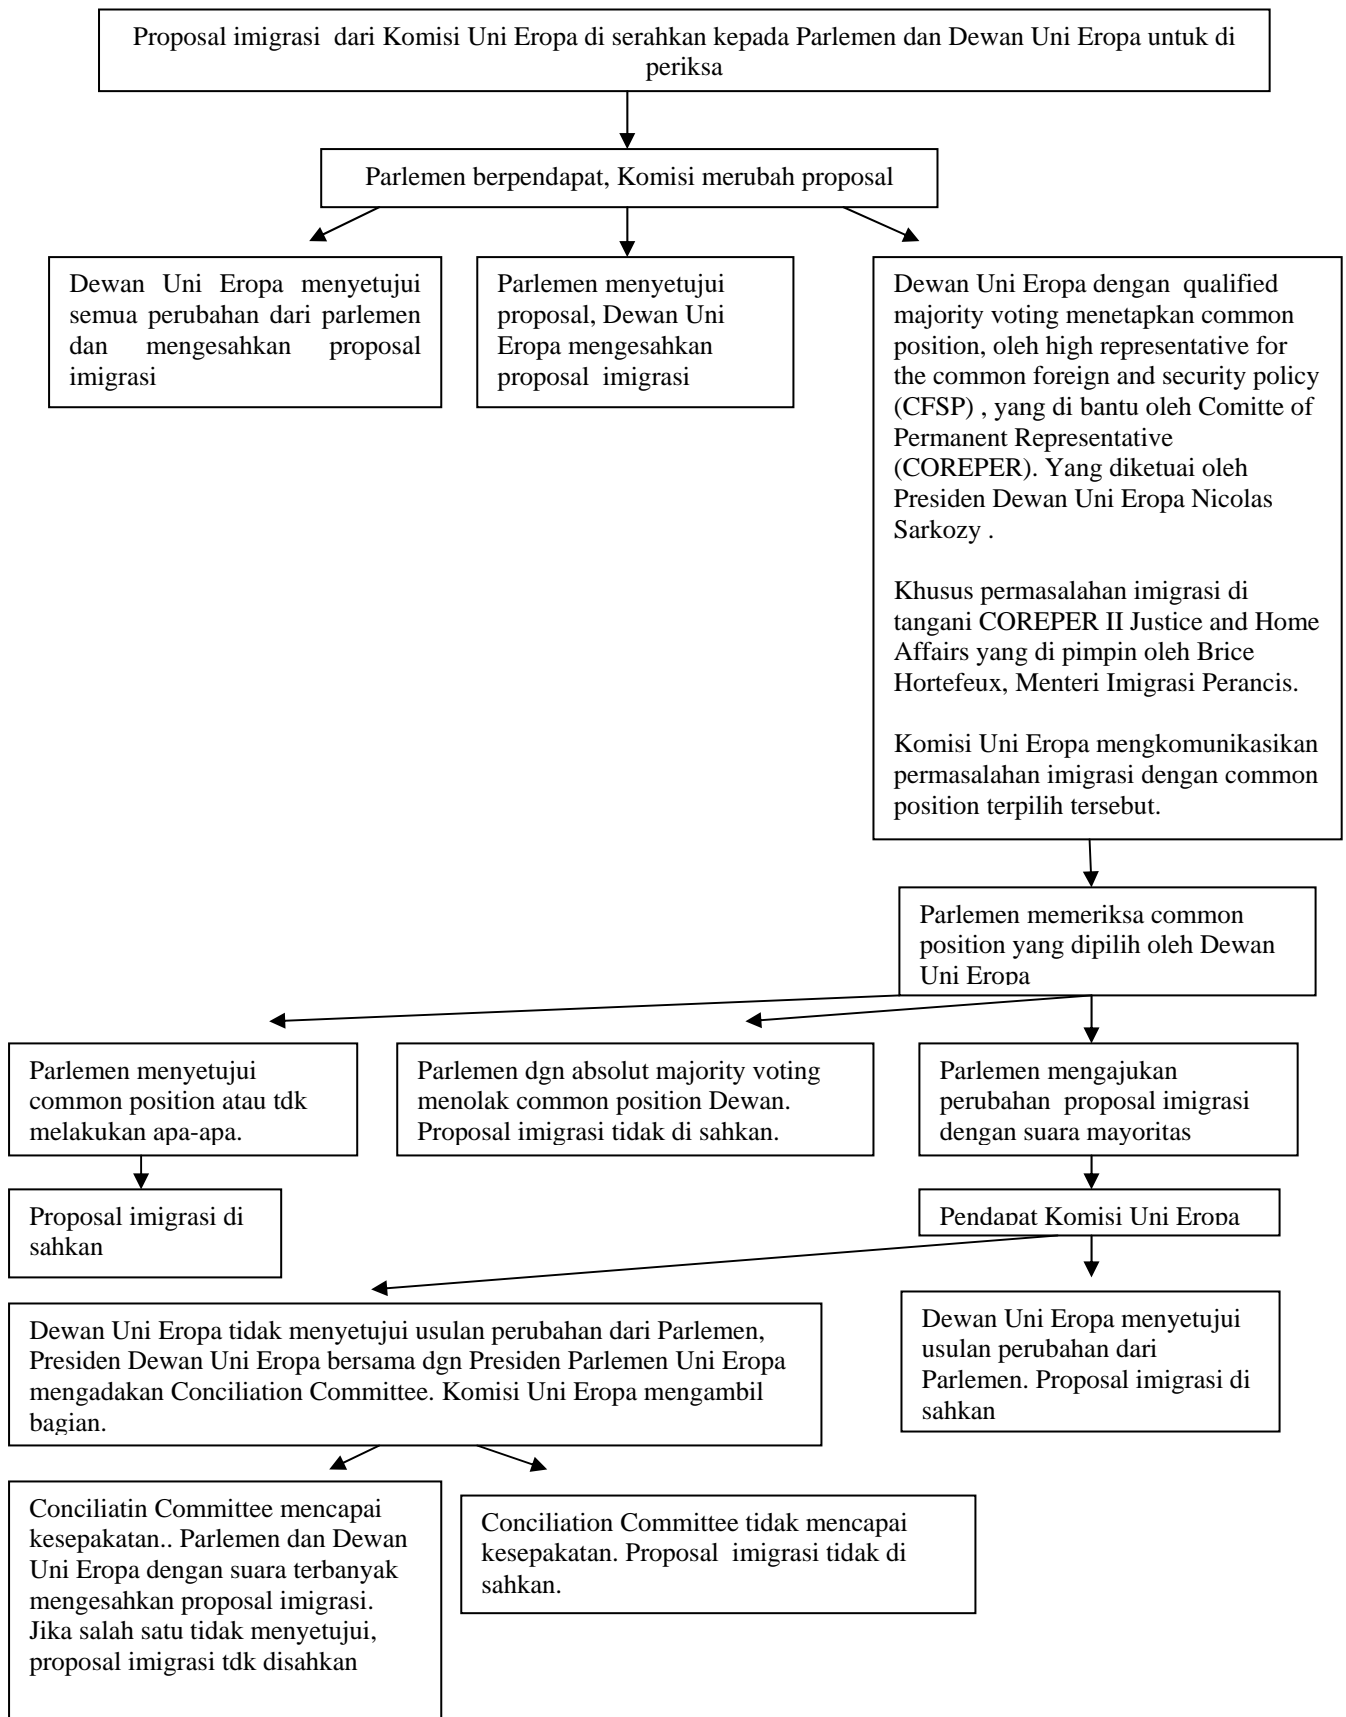 Proposal imigrasi  dari Komisi Uni Eropa di serahkan kepada Parlemen dan Dewan Uni Eropa untuk di
periksa
Parlemen berpendapat, Komisi merubah proposal
Dewan Uni Eropa menyetujui
semua perubahan dari parlemen
dan mengesahkan proposal
imigrasi
Parlemen menyetujui
proposal, Dewan Uni
Eropa mengesahkan
proposal  imigrasi
Dewan Uni Eropa dengan  qualified
majority voting menetapkan common
position, oleh high representative for
the common foreign and security policy
(CFSP) , yang di bantu oleh Comitte of
Permanent Representative
(COREPER). Yang diketuai oleh
Presiden Dewan Uni Eropa Nicolas
Sarkozy .
Khusus permasalahan imigrasi di
tangani COREPER II Justice and Home
Affairs yang di pimpin oleh Brice
Hortefeux, Menteri Imigrasi Perancis.
Komisi Uni Eropa mengkomunikasikan
permasalahan imigrasi dengan common
position terpilih tersebut.
Parlemen memeriksa common
position yang dipilih oleh Dewan
Uni Eropa
Parlemen menyetujui
common position atau tdk
melakukan apa-apa.
Parlemen dgn absolut majority voting
menolak common position Dewan.
Proposal imigrasi tidak di sahkan.
Parlemen mengajukan
perubahan  proposal imigrasi
dengan suara mayoritas
Proposal imigrasi di
sahkan
Pendapat Komisi Uni Eropa
Dewan Uni Eropa tidak menyetujui usulan perubahan dari Parlemen,
Presiden Dewan Uni Eropa bersama dgn Presiden Parlemen Uni Eropa
mengadakan Conciliation Committee. Komisi Uni Eropa mengambil
bagian.
Dewan Uni Eropa menyetujui
usulan perubahan dari
Parlemen. Proposal imigrasi di
sahkan
Conciliatin Committee mencapai
kesepakatan.. Parlemen dan Dewan
Uni Eropa dengan suara terbanyak
mengesahkan proposal imigrasi.
Jika salah satu tidak menyetujui,
proposal imigrasi tdk disahkan
Conciliation Committee tidak mencapai
kesepakatan. Proposal  imigrasi tidak di
sahkan.